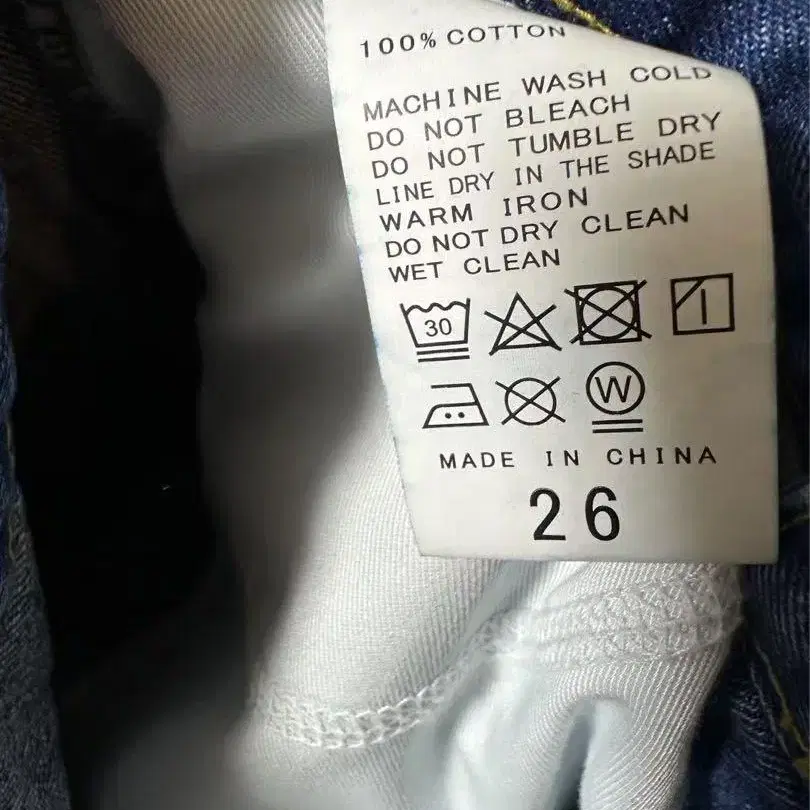 100% COTTON
MACHINE WASH COLD
DO NOT BLEACH
DO NOT TUMBLE DRY
LINE DRY IN THE SHADE
WARM IRON
DO NOT DRY CLEAN
WET CLEAN
30
W
MADE IN CHINA
26